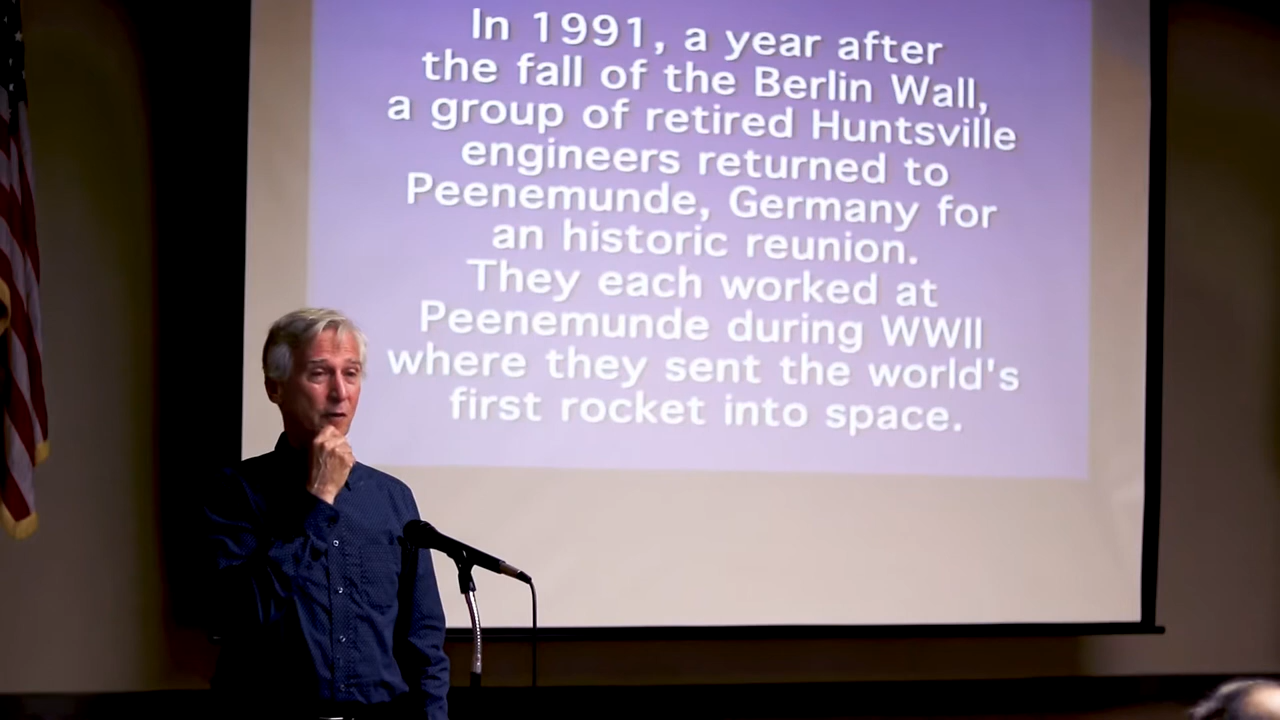 In 1991, a year after
the fall of the Berlin Wall,
a group of retired Huntsville
engineers returned to
Peenemunde, Germany for
an historic reunion.
They each worked at
Peenemunde during WWII
where they sent the world's
first rocket into space.